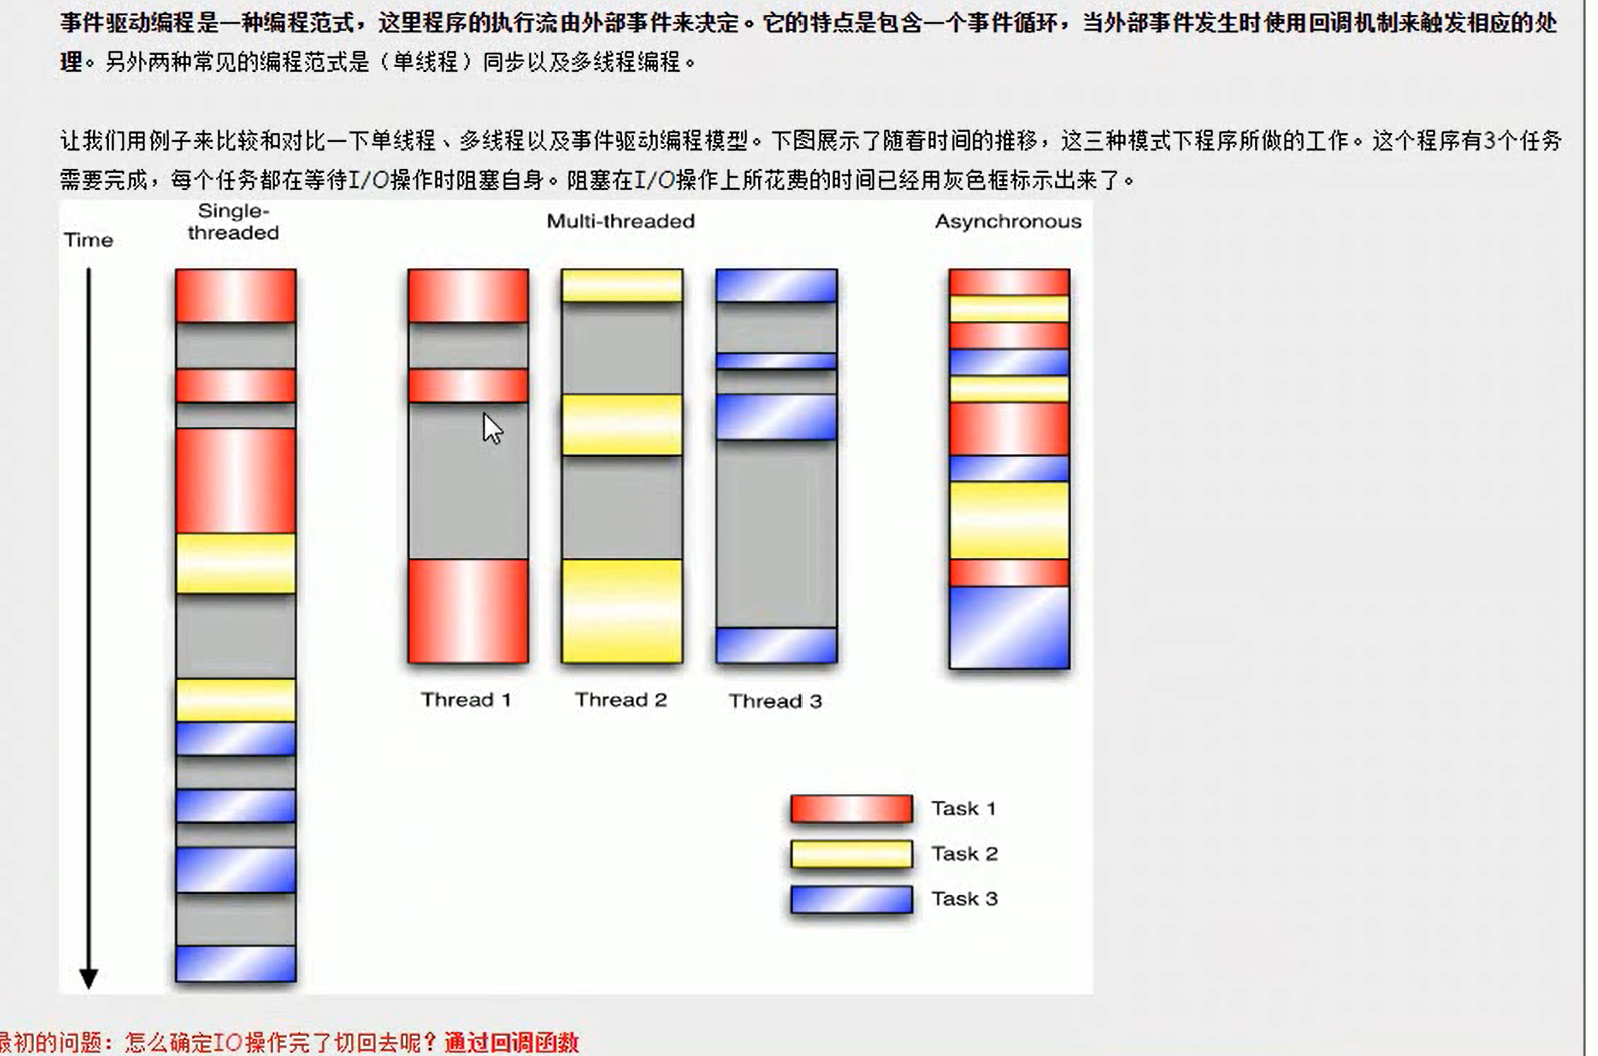 事件驱动编程是一种编程范式，这里程序的执行流由外部事件来决定。它的特点是包含一个事件循环，当外部事件发生时使用回调机制来触发相应的处
理。另外两种常见的编程范式是（单线程）同步以及多线程编程。
让我们用例子来比较和对比一下单线程、多线程以及事件驱动编程模型。下图展示了随着时间的推移，这三种模式下程序所做的工作。这个程序有3个任务
需要完成，每个任务都在等待I/O操作时阻塞自身。阻塞在I/O操作上所花费的时间已经用灰色框标示出来了。
Time
Single-
threaded
Multi-threaded
Asynchronous
Thread 1
Thread 2
Thread 3
Task 1
Task 2
Task 3
最初的问题：怎么确定IO操作完了切回去呢？通过回调函数